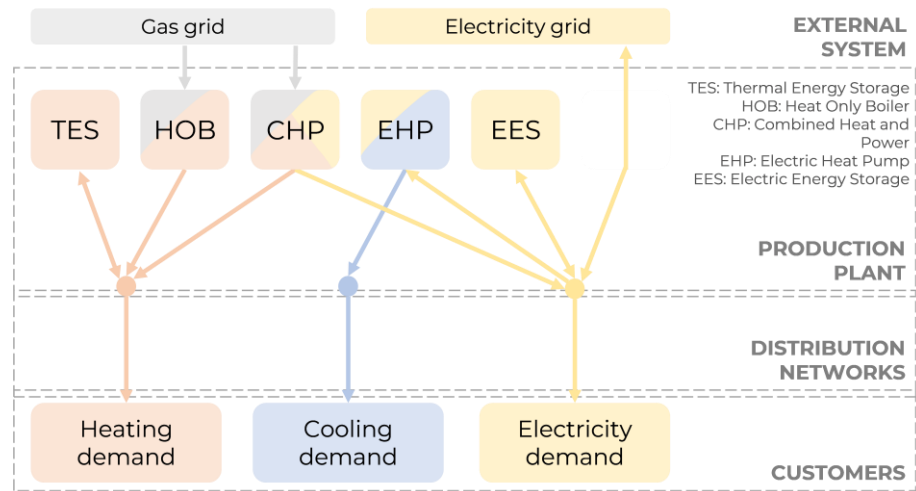 Gas grid
Electricity grid
EXTERNAL
SYSTEM
TES
HOB
CHP
EHP
EES
TES: Thermal Energy Storage
HOB: Heat Only Boiler
CHP: Combined Heat and
Power
EHP: Electric Heat Pump
EES: Electric Energy Storage
PRODUCTION
PLANT
DISTRIBUTION
NETWORKS
Heating
demand
Cooling
demand
Electricity
demand
CUSTOMERS